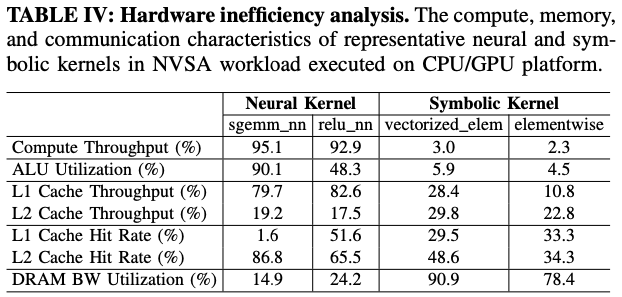 TABLE IV: Hardware inefficiency analysis. The compute, memory,
and communication characteristics of representative neural and sym-
bolic kernels in NVSA workload executed on CPU/GPU platform.
Neural Kernel Symbolic Kernel
sgemm_nn relu_nn vectorized_elem elementwise
Compute Throughput (%) 95.1 92.9 3.0 2.3
ALU Utilization (%) 90.1 48.3 5.9 4.5
L1 Cache Throughput (%) 79.7 82.6 28.4 10.8
L2 Cache Throughput (%) 19.2 17.5 29.8 22.8
L1 Cache Hit Rate (%) 1.6 51.6 29.5 33.3
L2 Cache Hit Rate (%) 86.8 65.5 48.6 34.3
DRAM BW Utilization (%) 14.9 24.2 90.9 78.4